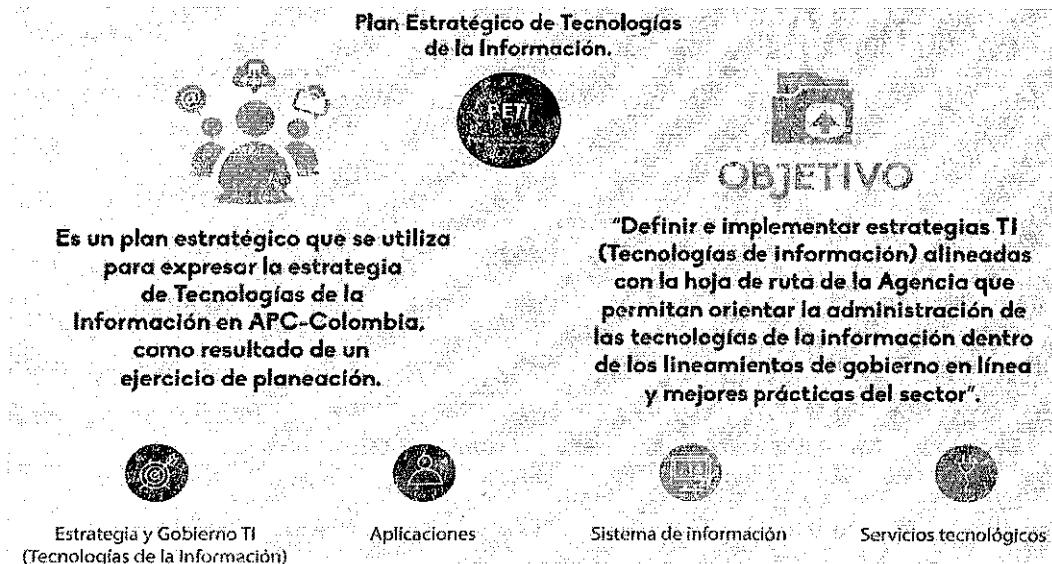 Plan Estratégico de Tecnologías
de la Información.
PETI
OBJETIVO
Es un plan estratégico que se utiliza
para expresar la estrategia
de Tecnologías de la
Información en APC-Colombia,
como resultado de un
ejercicio de planeación.
"Definir e implementar estrategias TI
(Tecnologías de información) alineadas
con la hoja de ruta de la Agencia que
permitan orientar la administración de
las tecnologías de la información dentro
de los lineamientos de gobierno en línea
y mejores prácticas del sector".
Estrategia y Gobierno TI
(Tecnologías de la Información)
Aplicaciones
Sistema de información
Servicios tecnológicos